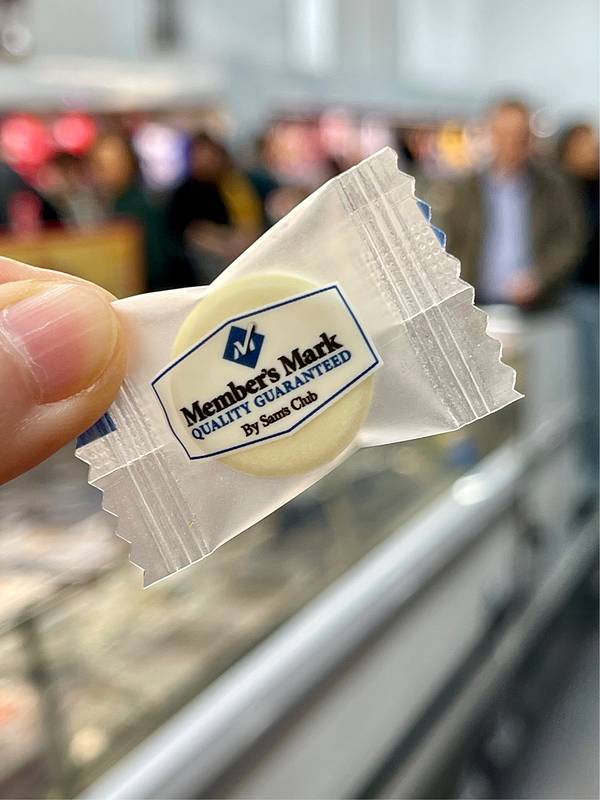 M
Member's Mark
QUALITY GUARANTEED
By Sam's Club